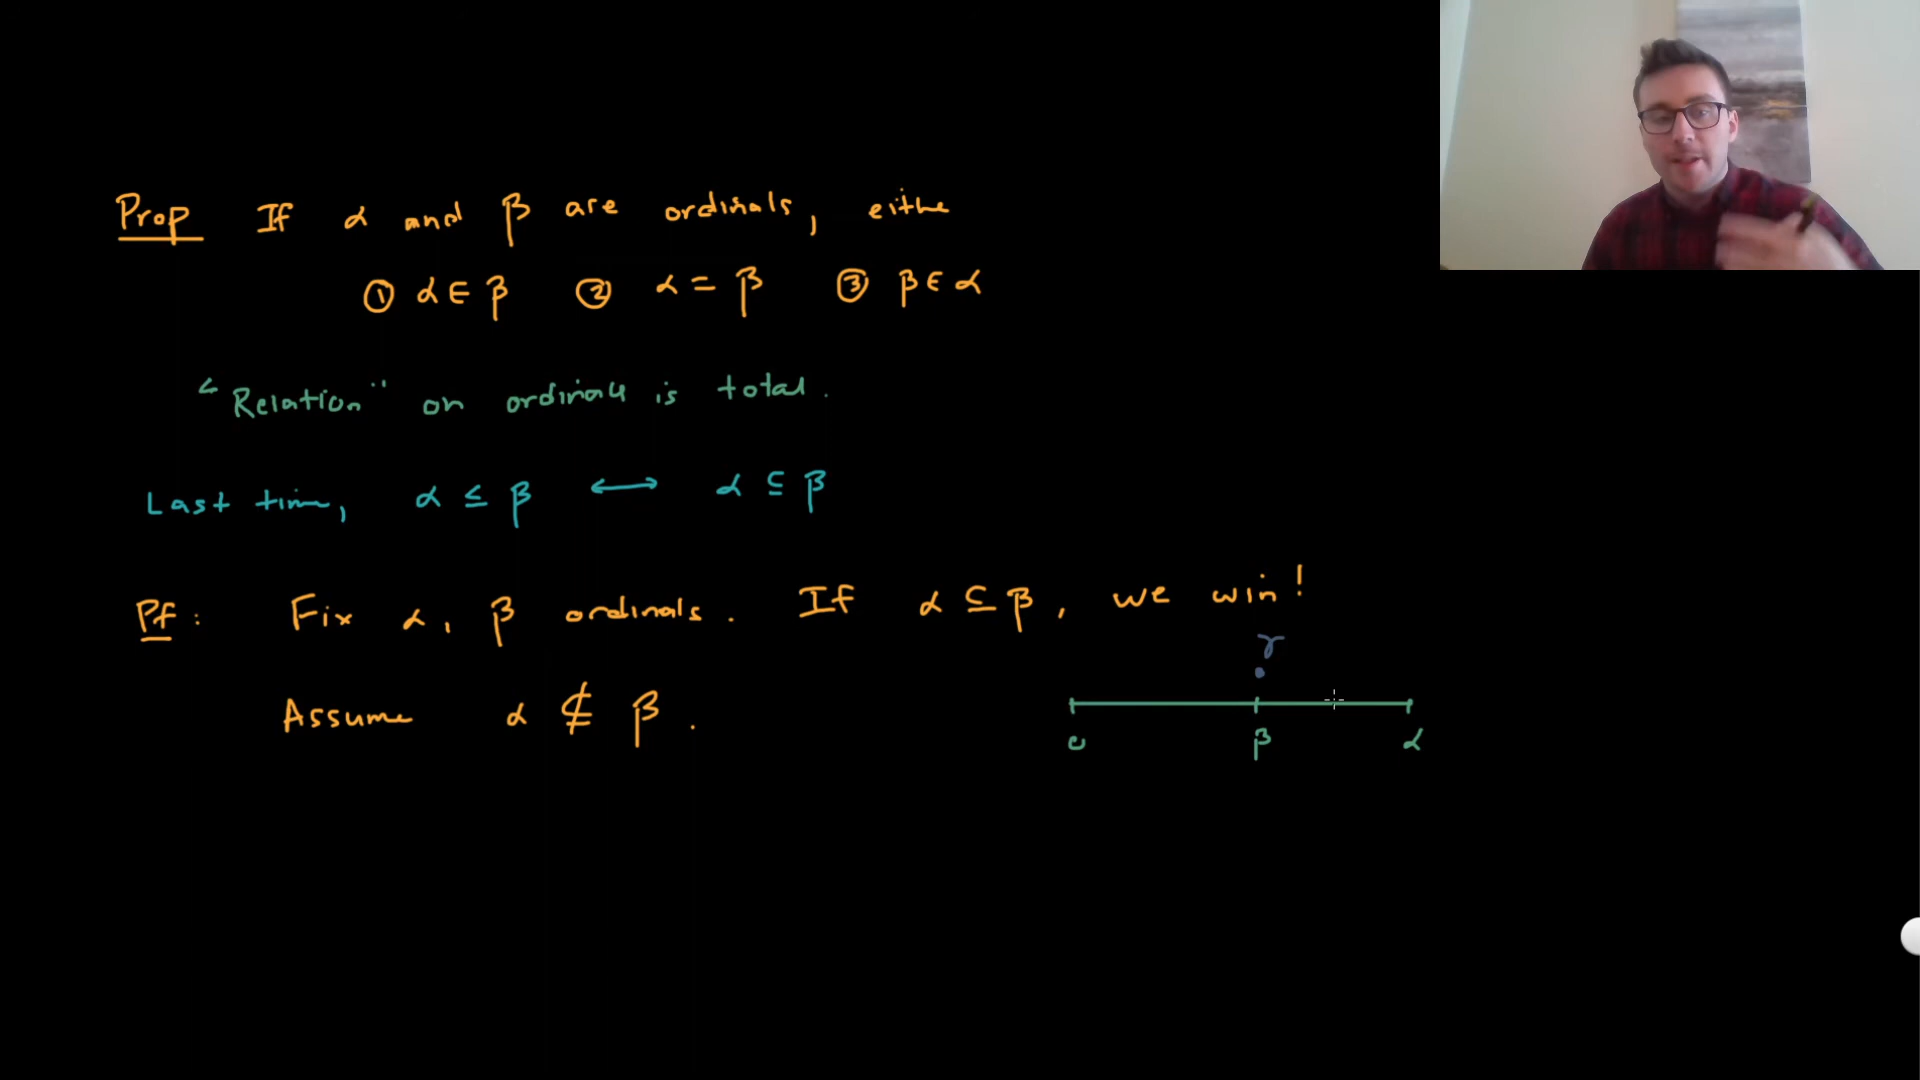 Prop If α and β are ordinals, eithe
① α ∈ β ② α = β ③ β ∈ α
"Relation" on ordinals is total.
Last time, α ≤ β ⟷ α ⊆ β
Pf: Fix α, β ordinals. If α ⊆ β, we win!
γ
Assume α ⊈ β.
0 β α